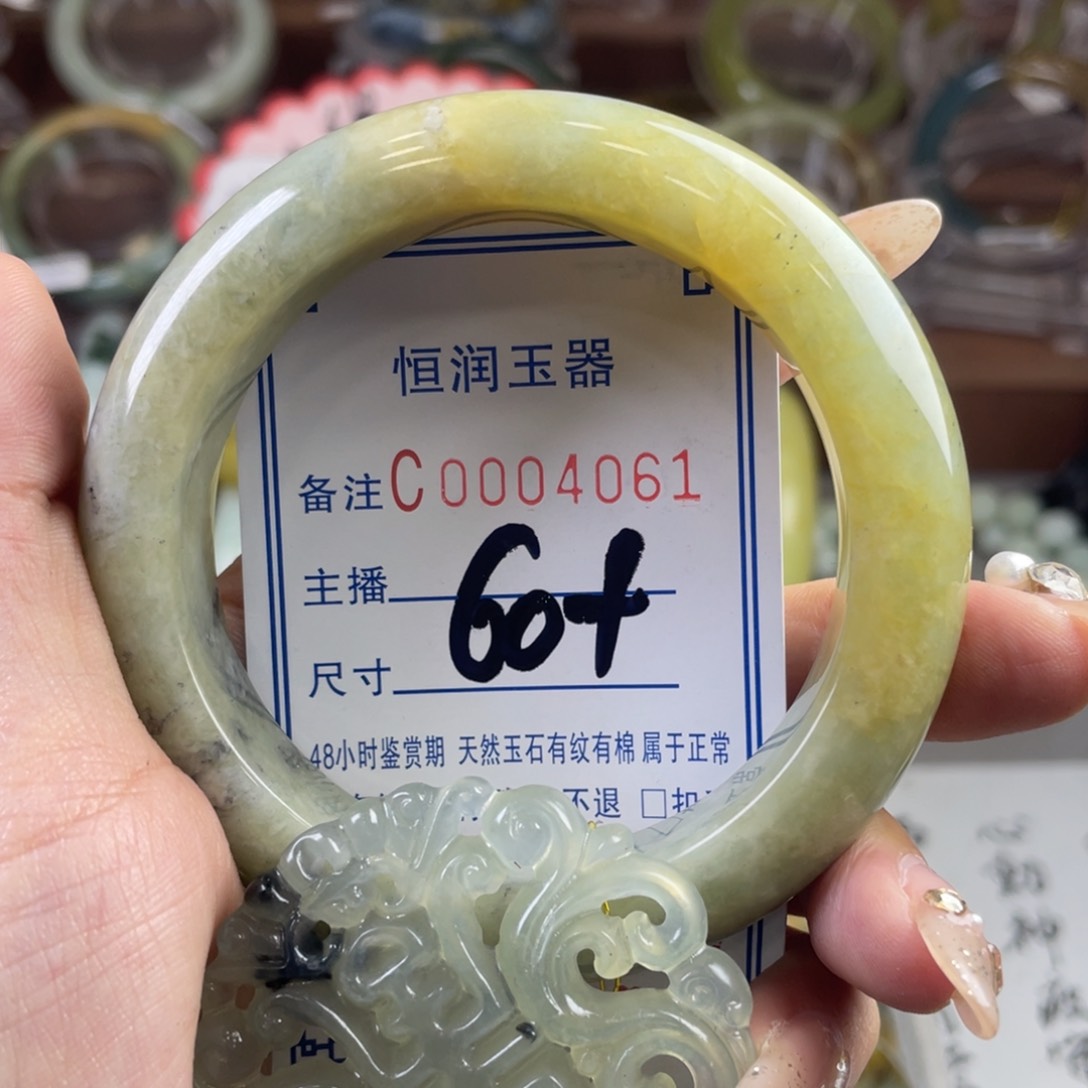 恒润玉器
备注C0004061
主播
60+
尺寸
48小时鉴赏期 天然玉石有纹有棉属于正常
不退 □扣